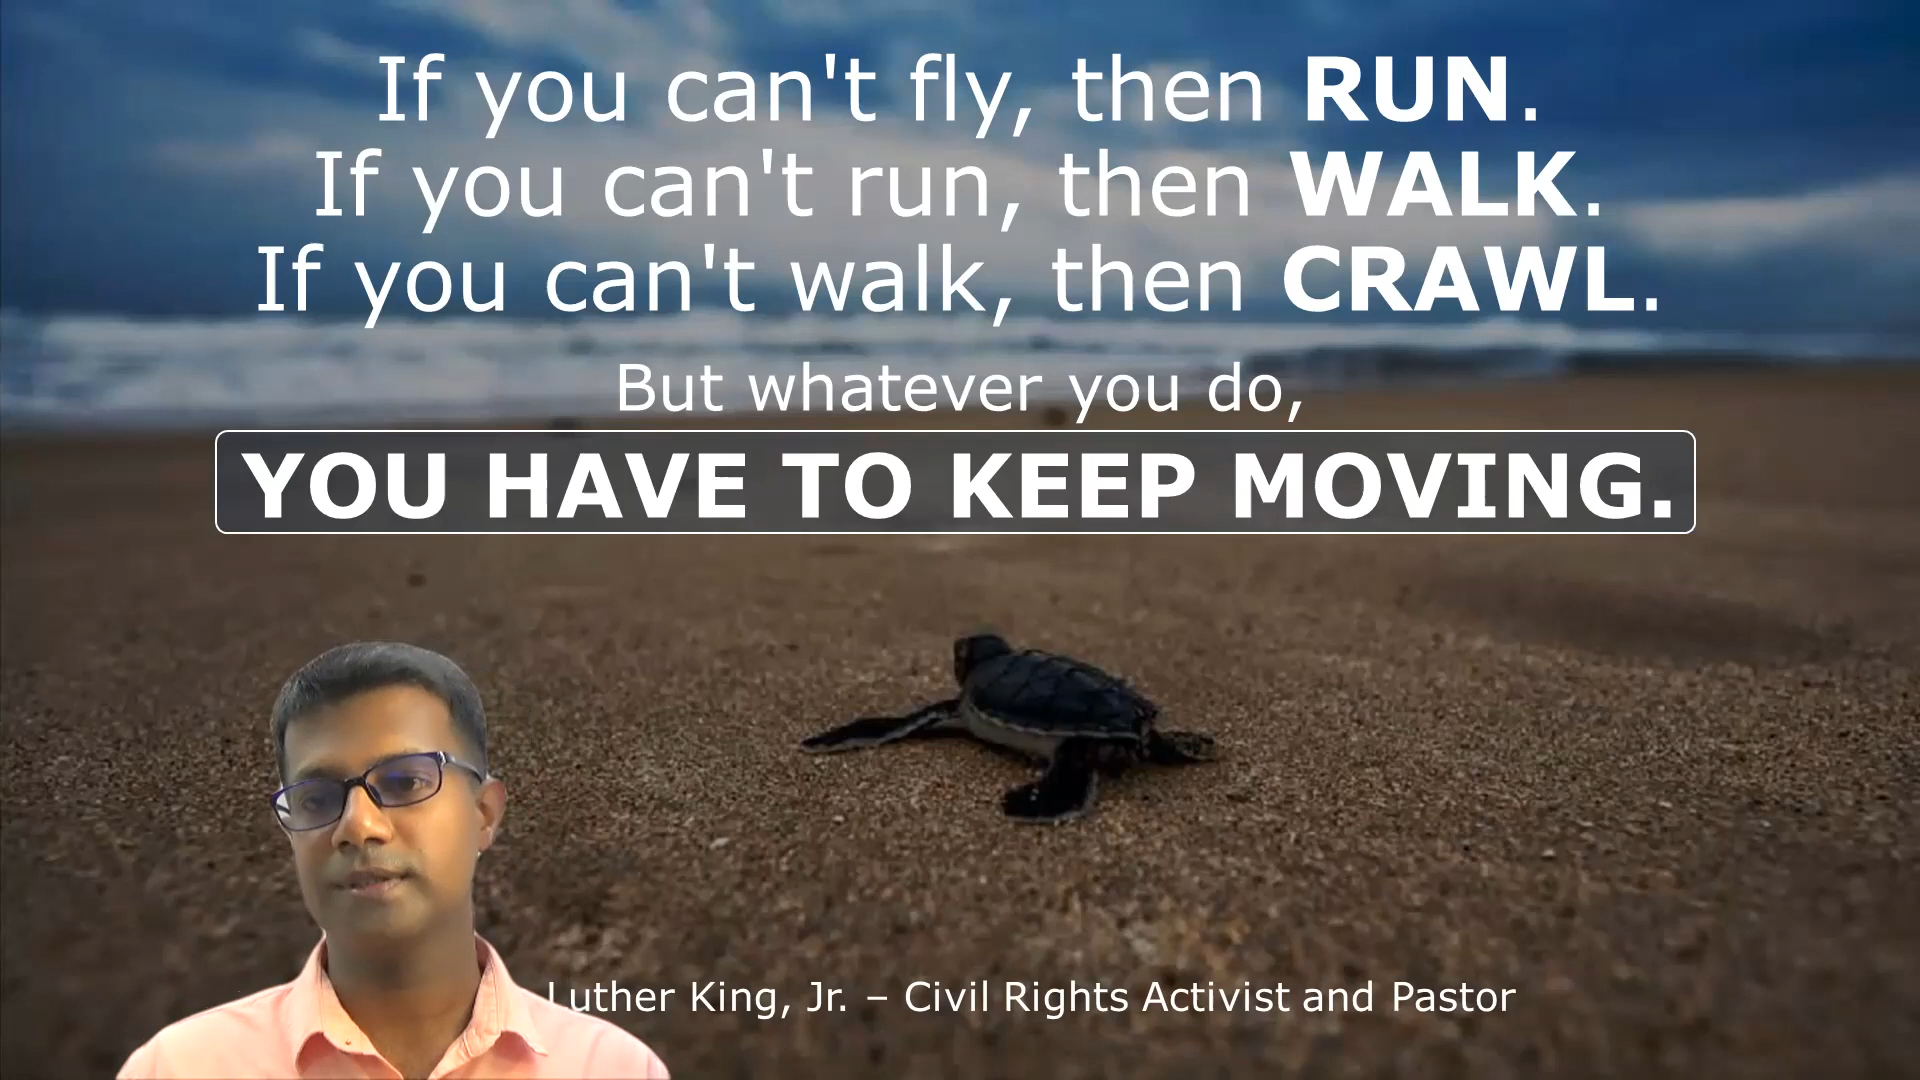 If you can't fly, then RUN.
If you can't run, then WALK.
If you can't walk, then CRAWL.
But whatever you do,
YOU HAVE TO KEEP MOVING.
Luther King, Jr. – Civil Rights Activist and Pastor